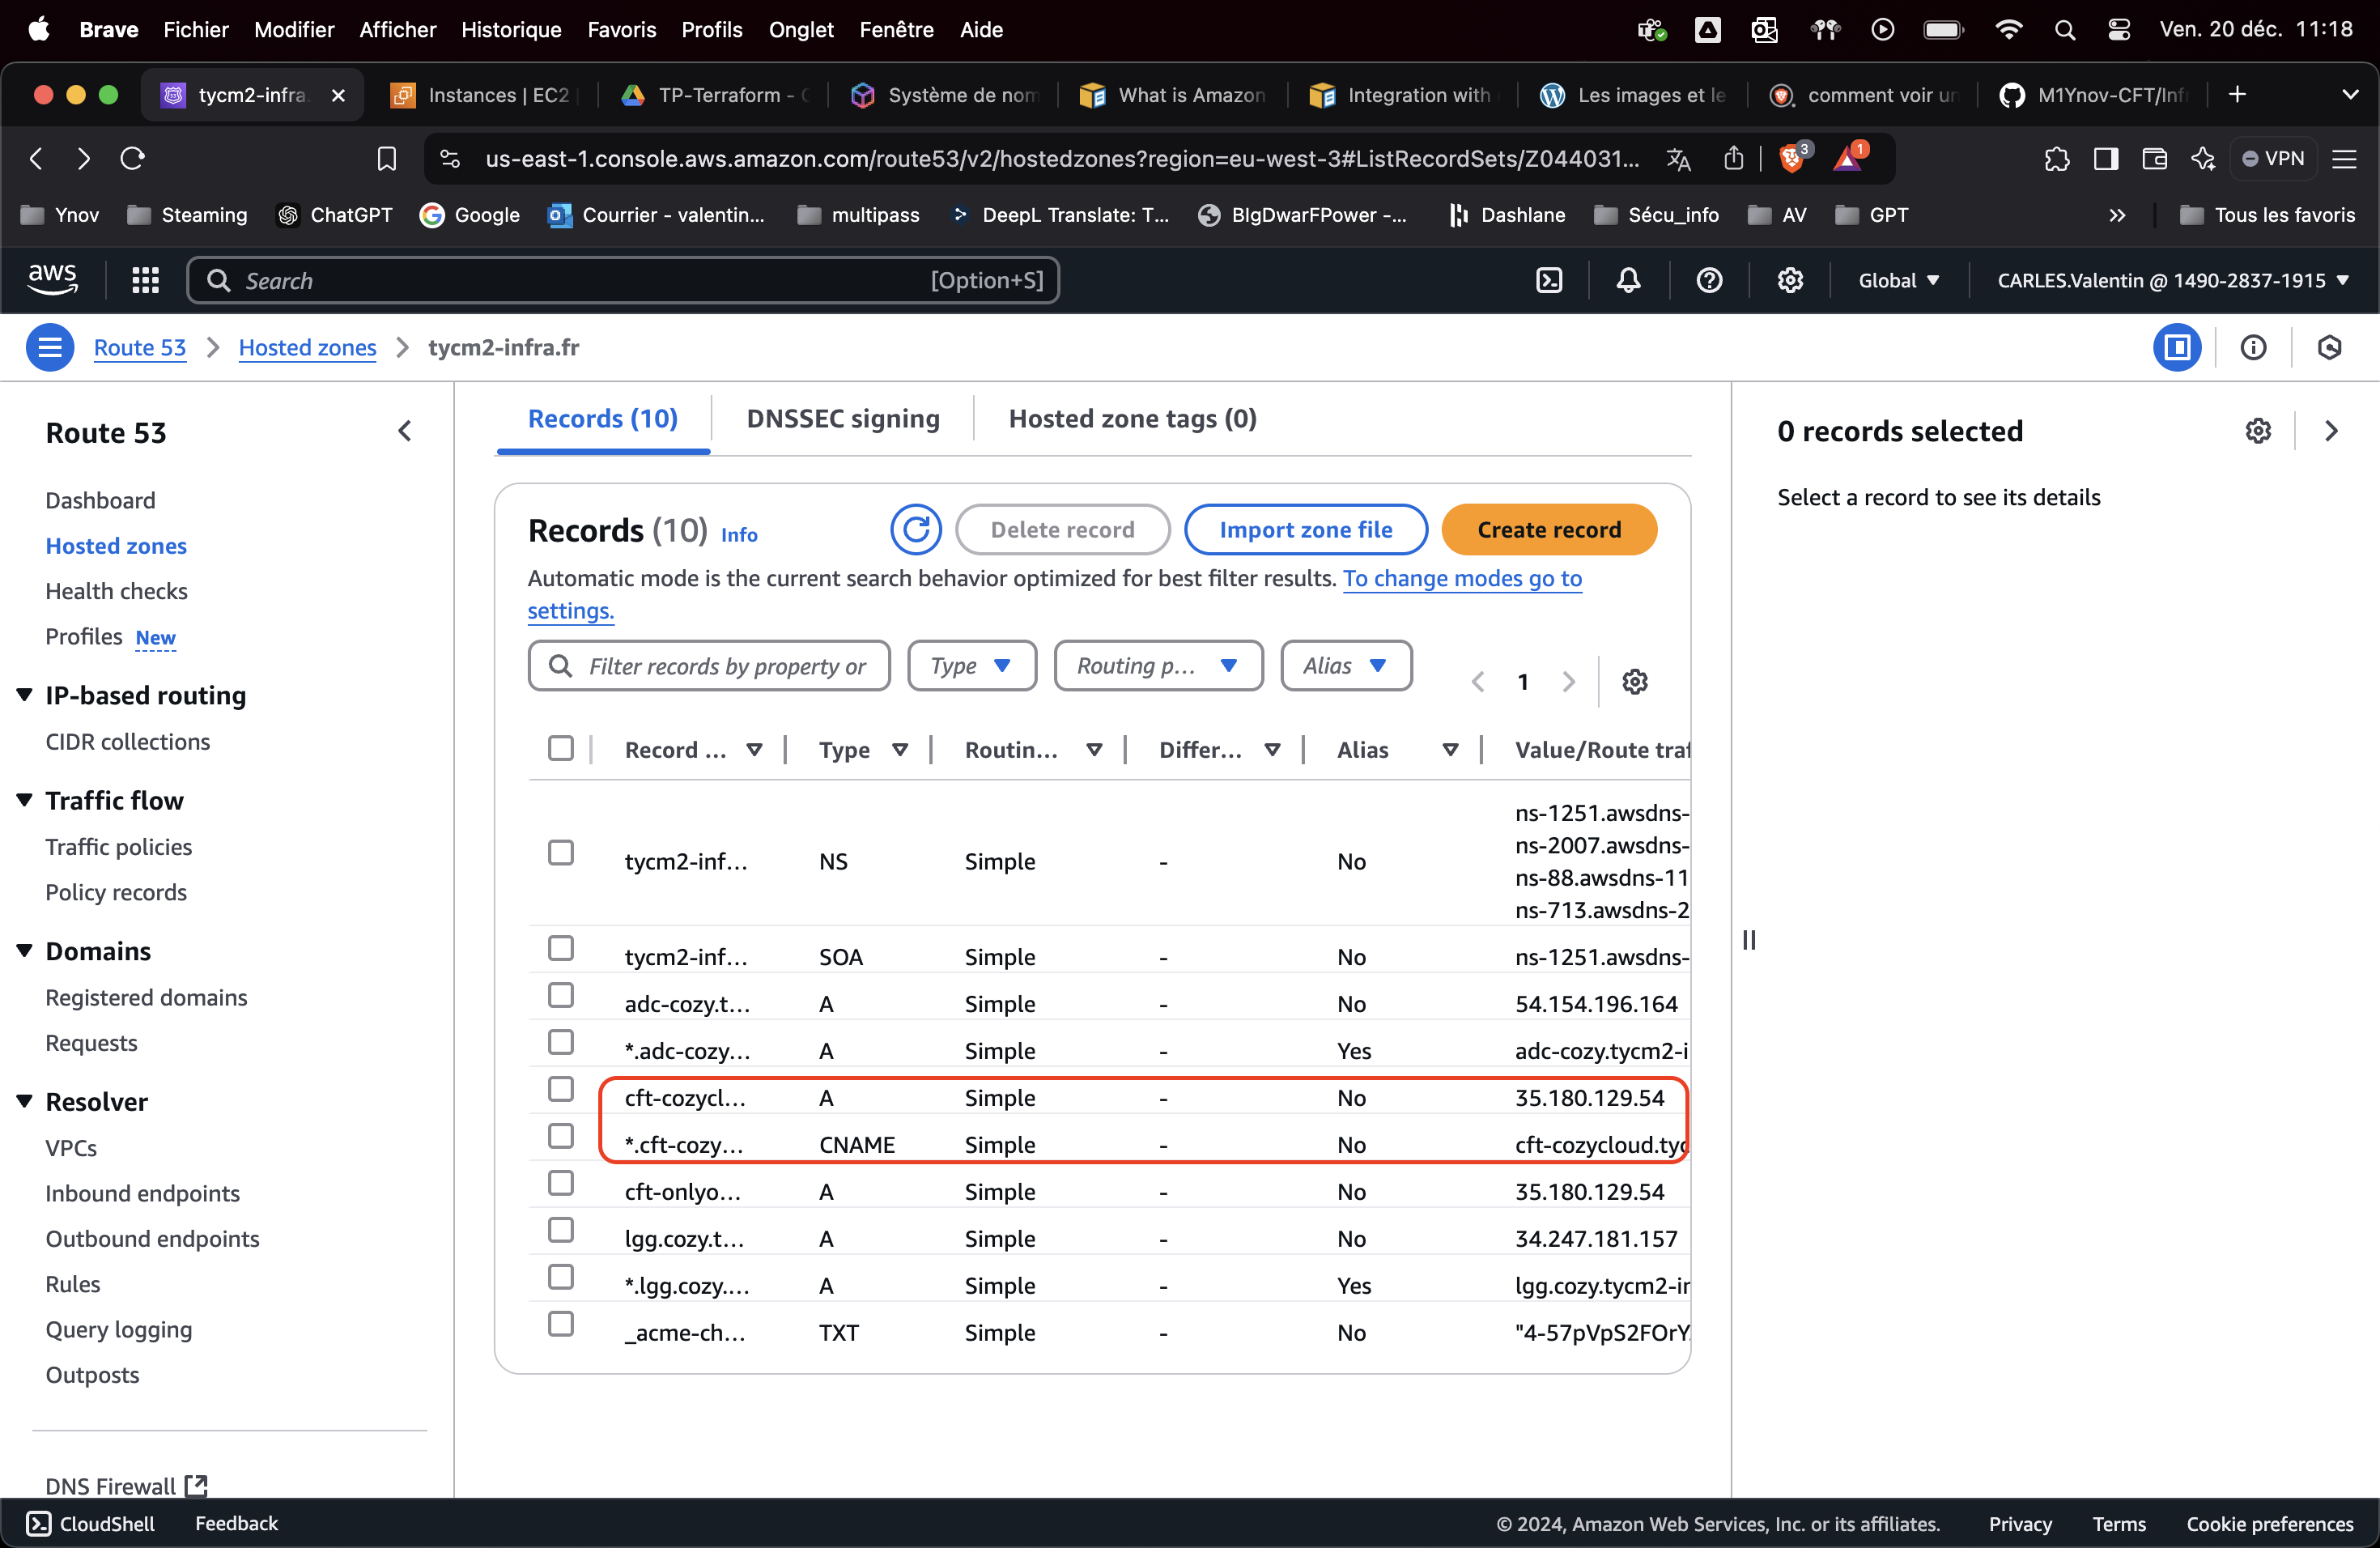 Brave Fichier Modifier Afficher Historique Favoris Profils Onglet Fenêtre Aide Ven. 20 déc. 11:18
tycm2-infra. Instances | EC2 TP-Terraform - Système de nom What is Amazon Integration with Les images et le comment voir un M1Ynov-CFT/Inf
us-east-1.console.aws.amazon.com/route53/v2/hostedzones?region=eu-west-3#ListRecordSets/Z044031... 3 1 VPN
Ynov Steaming ChatGPT Google Courrier - valentin... multipass DeepL Translate: T... BIgDwarFPower -... Dashlane Sécu_info AV GPT » Tous les favoris
aws Search [Option+S] Global CARLES.Valentin @ 1490-2837-1915
Route 53 Hosted zones tycm2-infra.fr
Route 53
Dashboard
Hosted zones
Health checks
Profiles New
IP-based routing
CIDR collections
Traffic flow
Traffic policies
Policy records
Domains
Registered domains
Requests
Resolver
VPCs
Inbound endpoints
Outbound endpoints
Rules
Query logging
Outposts
DNS Firewall
Records (10) DNSSEC signing Hosted zone tags (0)
Records (10) Info Delete record Import zone file Create record
Automatic mode is the current search behavior optimized for best filter results. To change modes go to
settings.
Filter records by property or Type Routing p... Alias 1
Record ... Type Routin... Differ... Alias Value/Route traf
ns-1251.awsdns-
ns-2007.awsdns-
tycm2-inf... NS Simple - No
ns-88.awsdns-11
ns-713.awsdns-2
tycm2-inf... SOA Simple - No ns-1251.awsdns-
adc-cozy.t... A Simple - No 54.154.196.164
*.adc-cozy... A Simple - Yes adc-cozy.tycm2-i
cft-cozycl... A Simple - No 35.180.129.54
*.cft-cozy... CNAME Simple - No cft-cozycloud.tyc
cft-onlyo... A Simple - No 35.180.129.54
lgg.cozy.t... A Simple - No 34.247.181.157
*.lgg.cozy.... A Simple - Yes lgg.cozy.tycm2-ir
_acme-ch... TXT Simple - No "4-57pVpS2FOrY
0 records selected
Select a record to see its details
CloudShell Feedback © 2024, Amazon Web Services, Inc. or its affiliates. Privacy Terms Cookie preferences